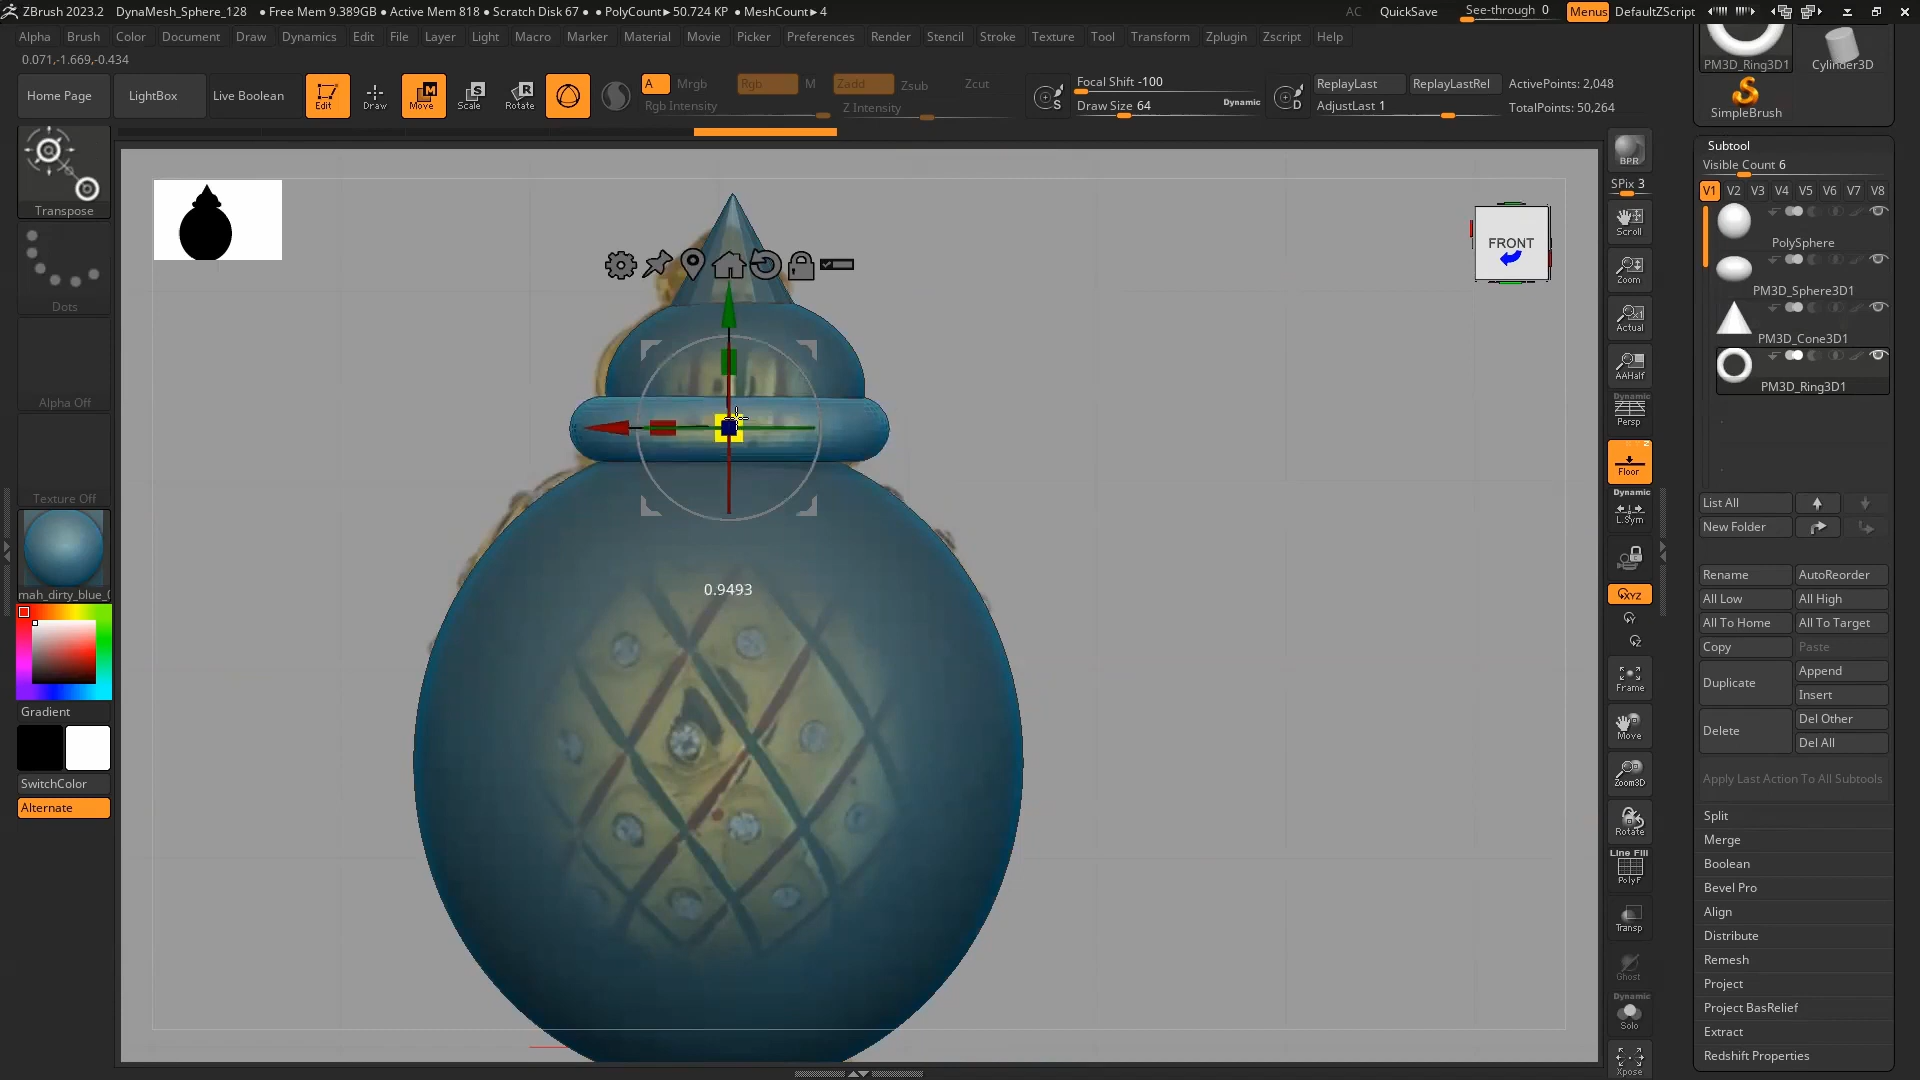 ZBrush 2023.2 DynaMesh_Sphere_128 ● Free Mem 9.389GB ● Active Mem 818 ● Scratch Disk 67 ● ● PolyCount▸ 50.724 KP ● MeshCount▸ 4 AC QuickSave See-through 0 Menus DefaultZScript
Alpha Brush Color Document Draw Dynamics Edit File Layer Light Macro Marker Material Movie Picker Preferences Render Stencil Stroke Texture Tool Transform Zplugin Zscript Help
0.071,-1.669,-0.434
Home Page LightBox Live Boolean Edit Draw Move Scale Rotate A Mrgb Rgb M Zadd Zsub Zcut
Rgb Intensity Z Intensity
Focal Shift -100
Draw Size 64 Dynamic
ReplayLast ReplayLastRel ActivePoints: 2,048
AdjustLast 1 TotalPoints: 50,264
PM3D_Ring3D1 Cylinder3D
SimpleBrush
Transpose
Dots
Alpha Off
Texture Off
mah_dirty_blue_0
Gradient
SwitchColor
Alternate
FRONT
0.9493
BPR
SPix 3
Scroll
Zoom
Actual
AAHalf
Dynamic
Persp
Floor
Dynamic
L.Sym
XYZ
Frame
Move
Zoom3D
Rotate
Line Fill
PolyF
Transp
Ghost
Dynamic
Solo
Xpose
Subtool
Visible Count 6
V1 V2 V3 V4 V5 V6 V7 V8
PolySphere
PM3D_Sphere3D1
PM3D_Cone3D1
PM3D_Ring3D1
List All
New Folder
Rename AutoReorder
All Low All High
All To Home All To Target
Copy Paste
Duplicate Append
Insert
Delete Del Other
Del All
Apply Last Action To All Subtools
Split
Merge
Boolean
Bevel Pro
Align
Distribute
Remesh
Project
Project BasRelief
Extract
Redshift Properties